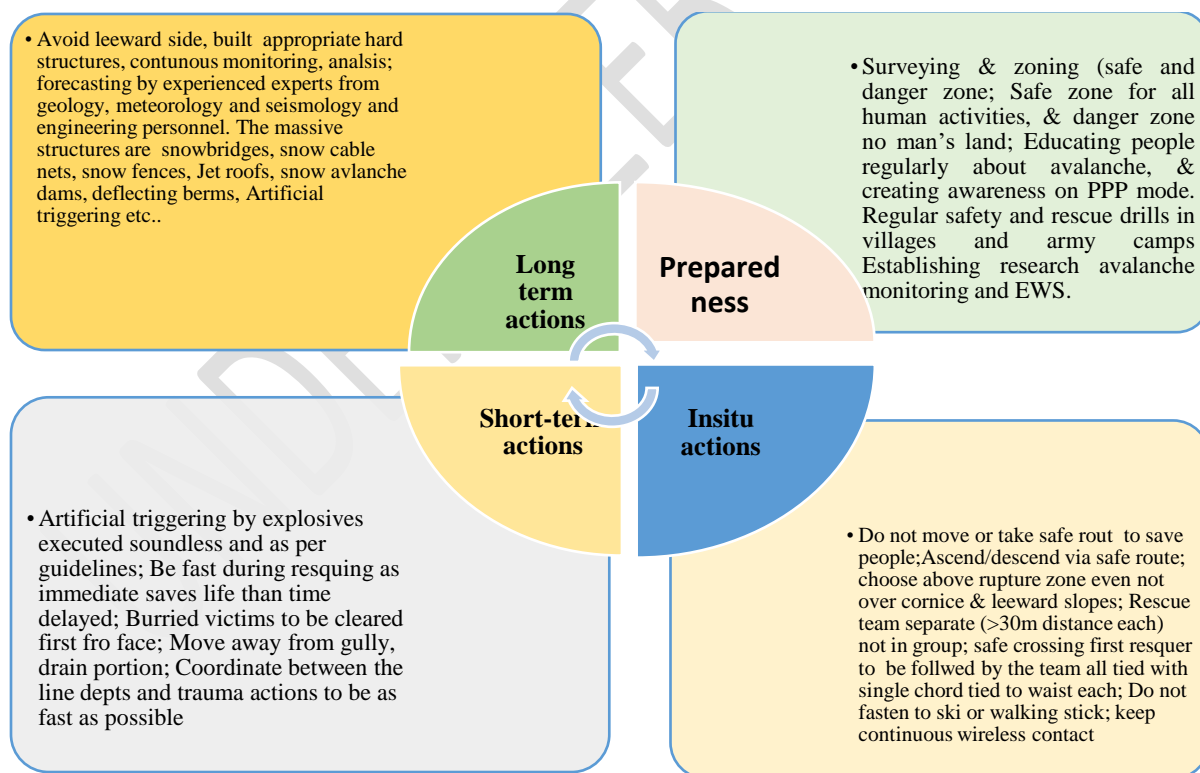 • Avoid leeward side, built appropriate hard
structures, contunous monitoring, analsis;
forecasting by experienced experts from
geology, meteorology and seismology and
engineering personnel. The massive
structures are snowbridges, snow cable
nets, snow fences, Jet roofs, snow avlanche
dams, deflecting berms, Artificial
triggering etc..
• Surveying & zoning (safe and
danger zone; Safe zone for all
human activities, & danger zone
no man's land; Educating people
regularly about avalanche, &
creating awareness on PPP mode.
Regular safety and rescue drills in
villages and army camps
Establishing research avalanche
monitoring and EWS.
Long
term
actions
Prepared
ness
Short-term
actions
Insitu
actions
• Artificial triggering by explosives
executed soundless and as per
guidelines; Be fast during resquing as
immediate saves life than time
delayed; Burried victims to be cleared
first fro face; Move away from gully,
drain portion; Coordinate between the
line depts and trauma actions to be as
fast as possible
• Do not move or take safe rout to save
people;Ascend/descend via safe route;
choose above rupture zone even not
over cornice & leeward slopes; Rescue
team separate (>30m distance each)
not in group; safe crossing first resquer
to be follwed by the team all tied with
single chord tied to waist each; Do not
fasten to ski or walking stick; keep
continuous wireless contact